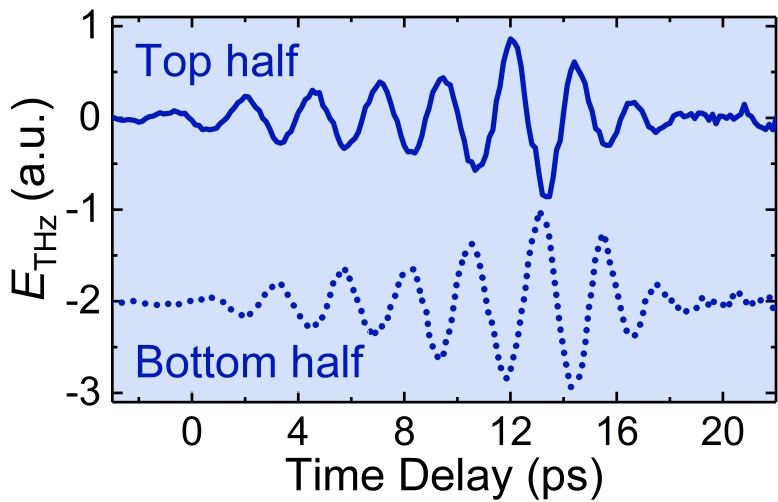 1
Top half
0
-1
-2
Bottom half
-3
E_THz (a.u.)
0 4 8 12 16 20
Time Delay (ps)